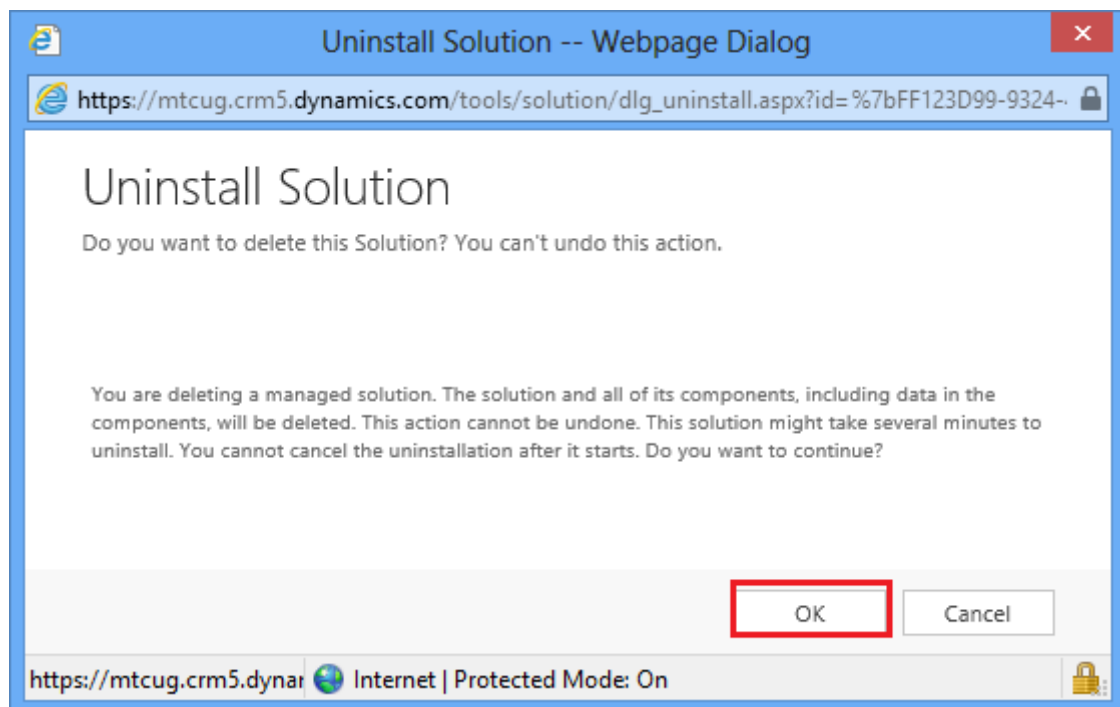 Uninstall Solution -- Webpage Dialog
https://mtcug.crm5.dynamics.com/tools/solution/dlg_uninstall.aspx?id=%7bFF123D99-9324-
Uninstall Solution
Do you want to delete this Solution? You can't undo this action.
You are deleting a managed solution. The solution and all of its components, including data in the
components, will be deleted. This action cannot be undone. This solution might take several minutes to
uninstall. You cannot cancel the uninstallation after it starts. Do you want to continue?
OK Cancel
https://mtcug.crm5.dynar Internet | Protected Mode: On